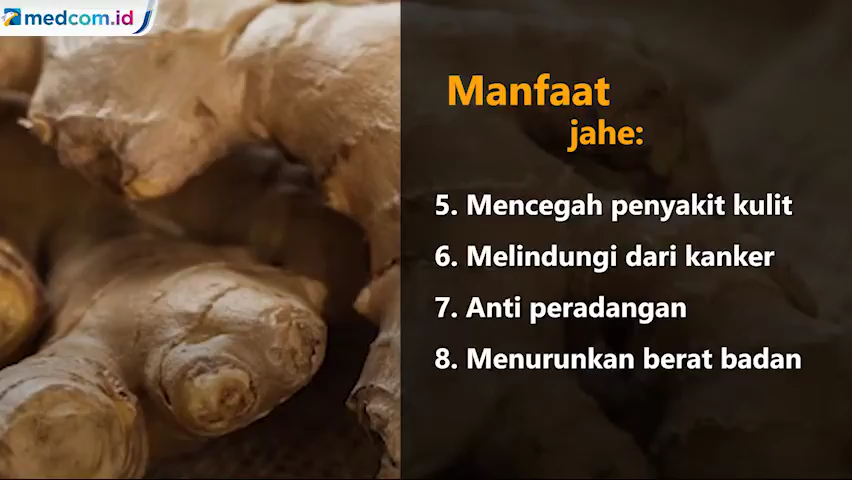 medcom.id
Manfaat
jahe:
5. Mencegah penyakit kulit
6. Melindungi dari kanker
7. Anti peradangan
8. Menurunkan berat badan